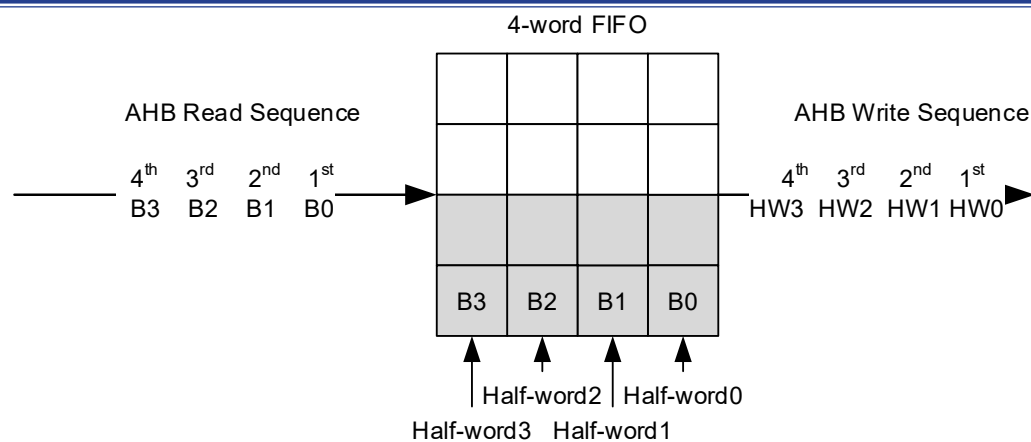 4-word FIFO
AHB Read Sequence
AHB Write Sequence
4th 3rd 2nd 1st
B3 B2 B1 B0
4th 3rd 2nd 1st
HW3 HW2 HW1 HW0
B3 B2 B1 B0
Half-word2 Half-word0
Half-word3 Half-word1